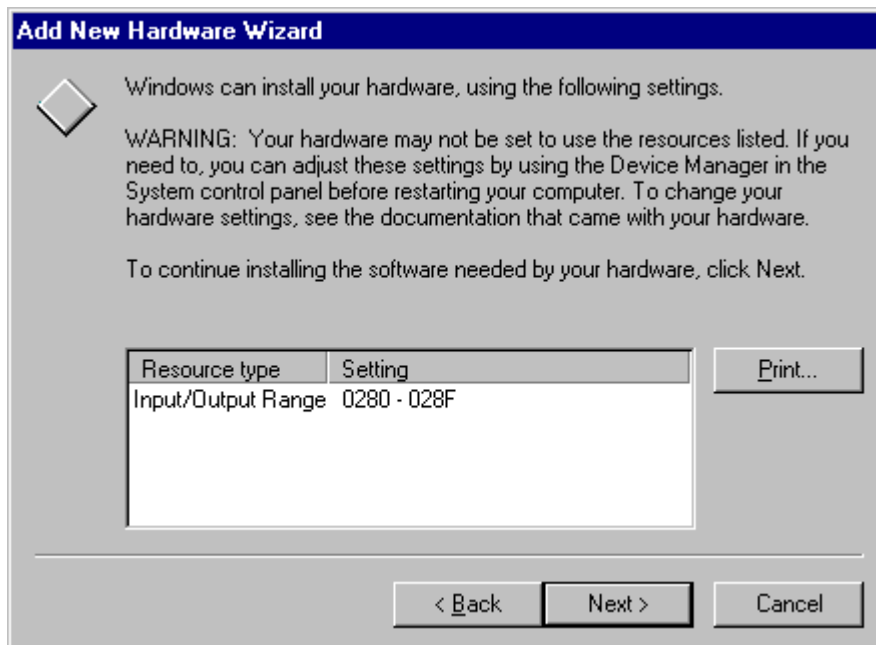 Add New Hardware Wizard
Windows can install your hardware, using the following settings.
WARNING: Your hardware may not be set to use the resources listed. If you
need to, you can adjust these settings by using the Device Manager in the
System control panel before restarting your computer. To change your
hardware settings, see the documentation that came with your hardware.
To continue installing the software needed by your hardware, click Next.
Resource type Setting
Input/Output Range 0280 - 028F
Print...
< Back Next > Cancel